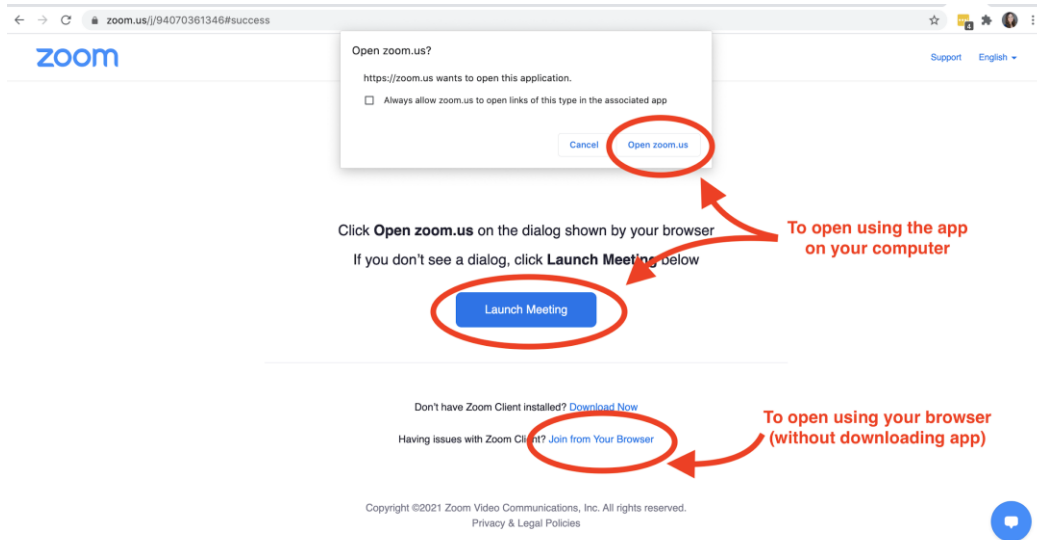 zoom.us/j/94070361346#success
4
zoom
Support English
Open zoom.us?
https://zoom.us wants to open this application.
Always allow zoom.us to open links of this type in the associated app
Cancel Open zoom.us
Click Open zoom.us on the dialog shown by your browser
If you don't see a dialog, click Launch Meeting below
To open using the app
on your computer
Launch Meeting
Don't have Zoom Client installed? Download Now
Having issues with Zoom Client? Join from Your Browser
To open using your browser
(without downloading app)
Copyright ©2021 Zoom Video Communications, Inc. All rights reserved.
Privacy & Legal Policies